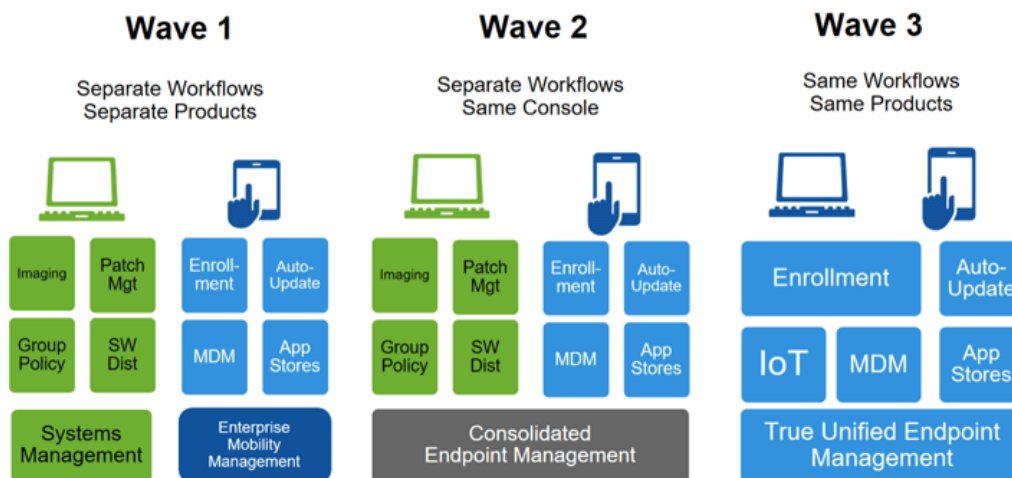 Wave 1
Separate Workflows
Separate Products
Imaging
Patch
Mgt
Enroll-
ment
Auto-
Update
Group
Policy
SW
Dist
MDM
App
Stores
Systems
Management
Enterprise
Mobility
Management
Wave 2
Separate Workflows
Same Console
Imaging
Patch
Mgt
Enroll-
ment
Auto-
Update
Group
Policy
SW
Dist
MDM
App
Stores
Consolidated
Endpoint Management
Wave 3
Same Workflows
Same Products
Enrollment
Auto-
Update
IoT
MDM
App
Stores
True Unified Endpoint
Management